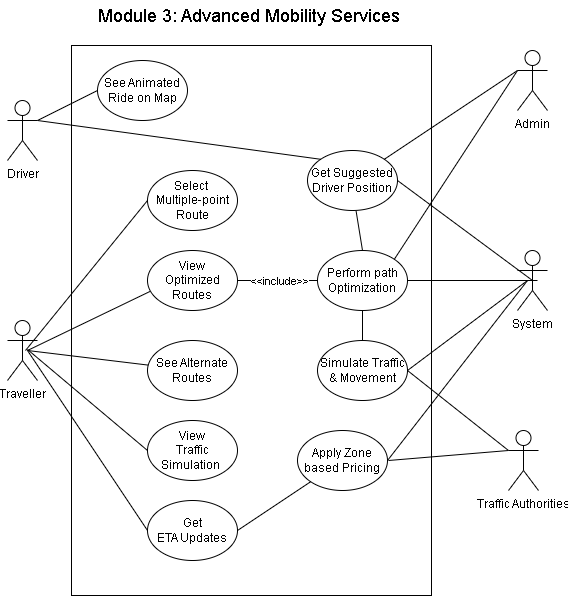 Module 3: Advanced Mobility Services
See Animated
Ride on Map
Admin
Driver
Get Suggested
Driver Position
Select
Multiple-point
Route
View
Optimized
Routes
<<include>>
Perform path
Optimization
System
Traveller
See Alternate
Routes
Simulate Traffic
& Movement
View
Traffic
Simulation
Apply Zone
based Pricing
Traffic Authorities
Get
ETA Updates